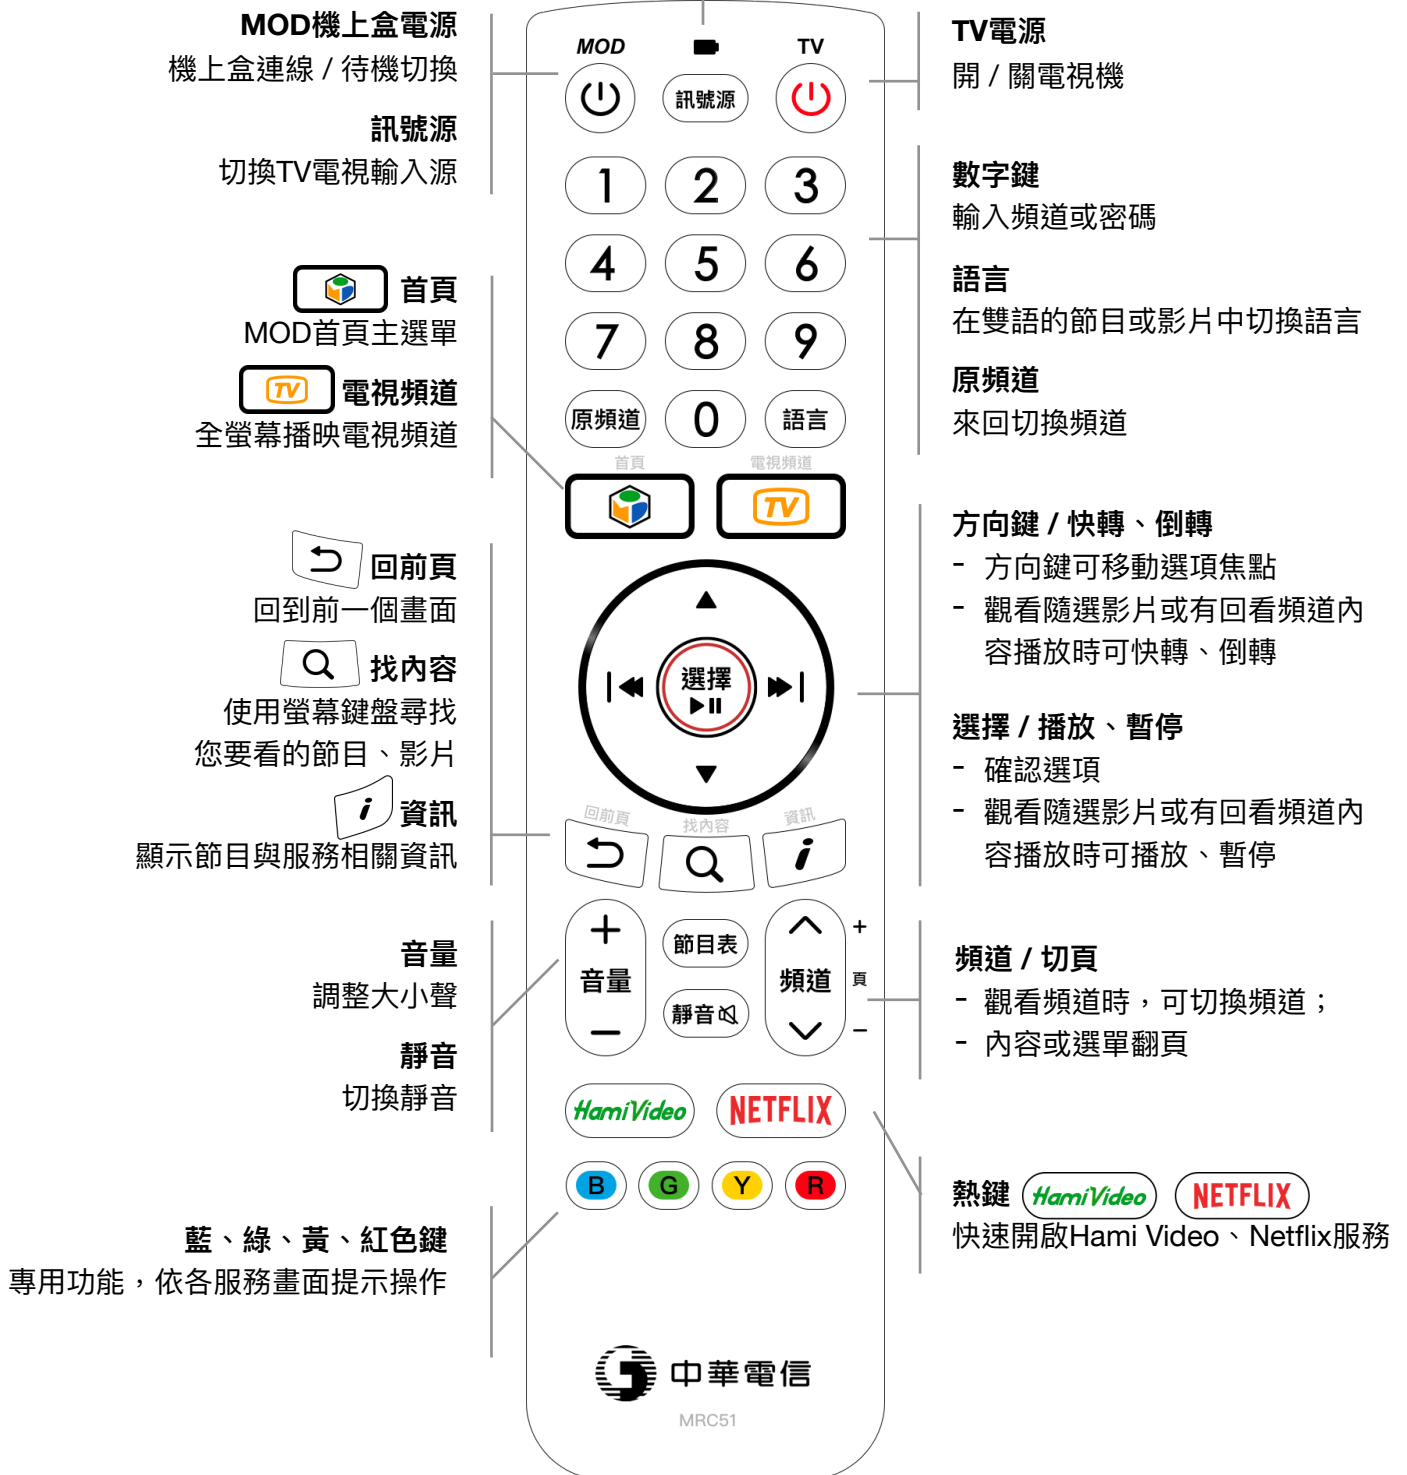 MOD機上盒電源
機上盒連線 / 待機切換
訊號源
切換TV電視輸入源
首頁
MOD首頁主選單
TV 電視頻道
全螢幕播映電視頻道
回前頁
回到前一個畫面
找內容
使用螢幕鍵盤尋找
您要看的節目、影片
i 資訊
顯示節目與服務相關資訊
音量
調整大小聲
靜音
切換靜音
藍、綠、黃、紅色鍵
專用功能，依各服務畫面提示操作
MOD TV
訊號源
1 2 3
4 5 6
7 8 9
原頻道 0 語言
首頁 電視頻道
TV
選擇
回前頁 找內容 資訊
i
+ 節目表 +
音量 頻道 頁
− 靜音 −
HamiVideo NETFLIX
B G Y R
中華電信
MRC51
TV電源
開 / 關電視機
數字鍵
輸入頻道或密碼
語言
在雙語的節目或影片中切換語言
原頻道
來回切換頻道
方向鍵 / 快轉、倒轉
- 方向鍵可移動選項焦點
- 觀看隨選影片或有回看頻道內
容播放時可快轉、倒轉
選擇 / 播放、暫停
- 確認選項
- 觀看隨選影片或有回看頻道內
容播放時可播放、暫停
頻道 / 切頁
- 觀看頻道時，可切換頻道；
- 內容或選單翻頁
熱鍵 HamiVideo NETFLIX
快速開啟Hami Video、Netflix服務